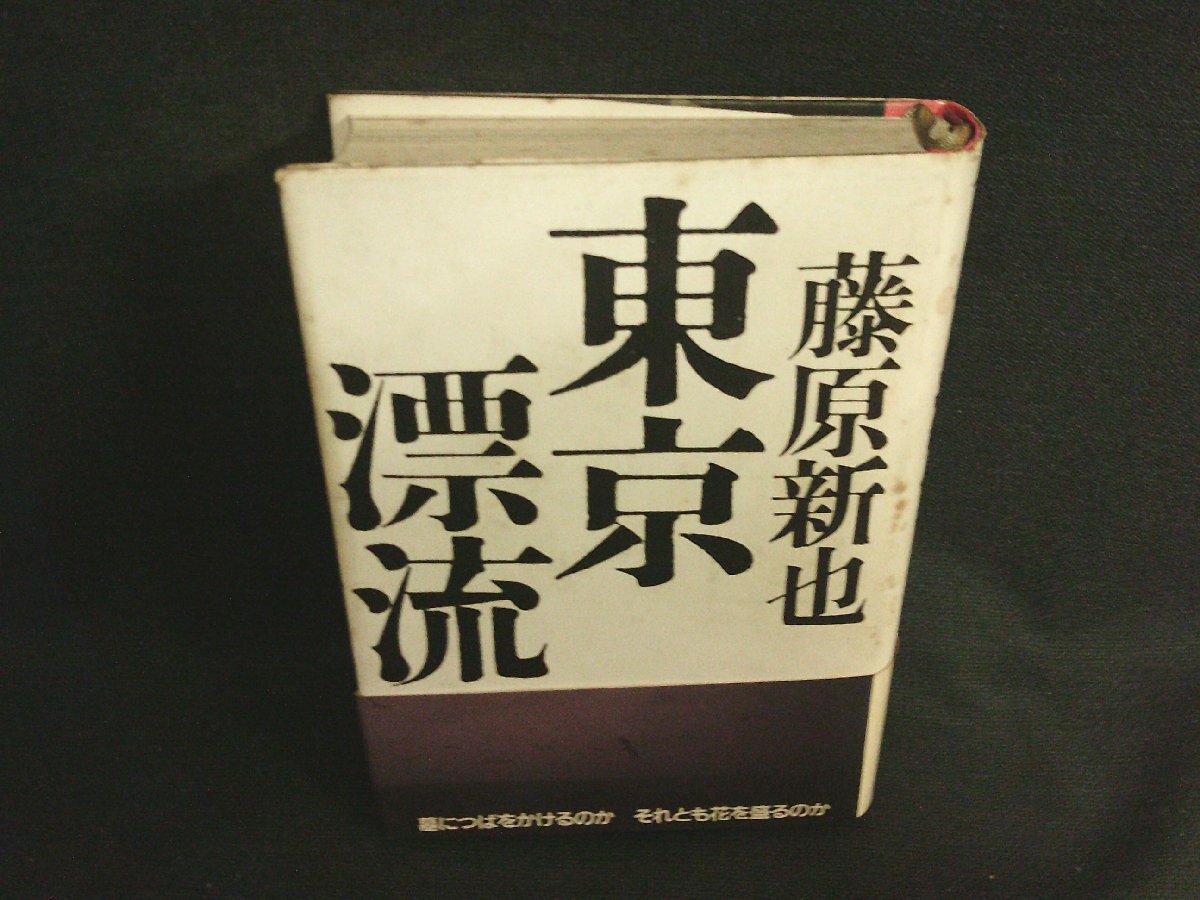 藤原新也
東京
漂流
墓につばをかけるのか　それとも花を盛るのか